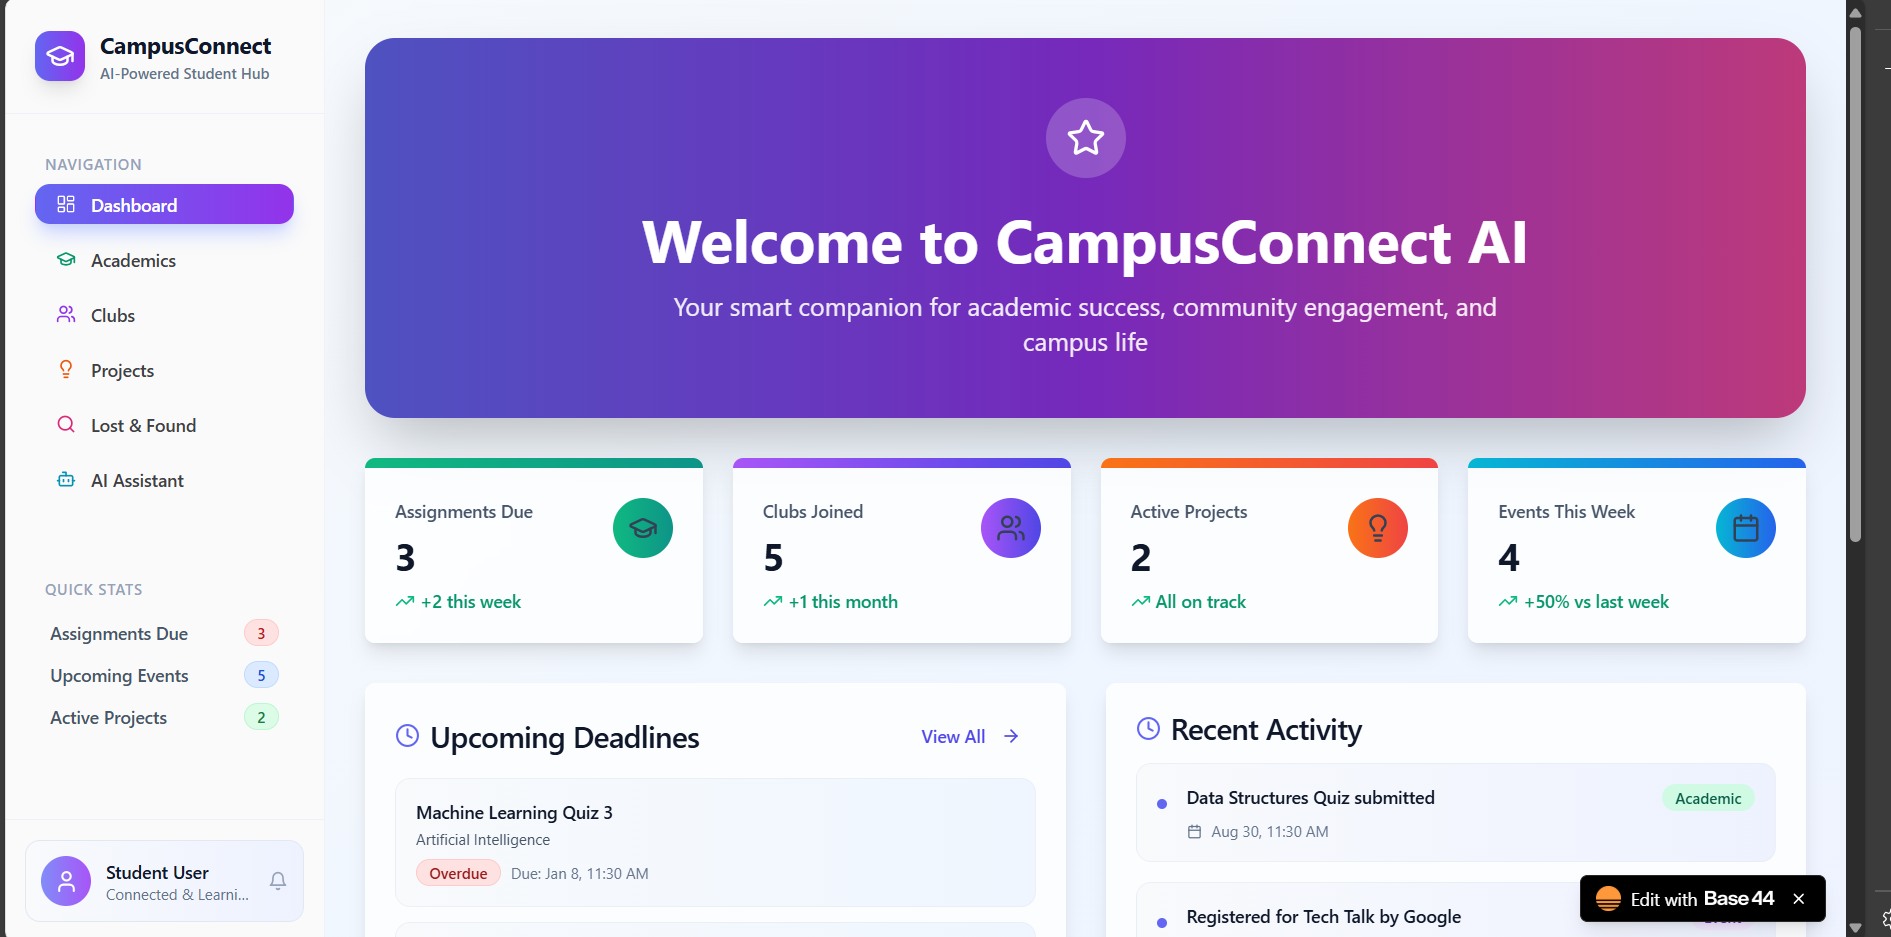 CampusConnect
AI-Powered Student Hub
NAVIGATION
Dashboard
Academics
Clubs
Projects
Lost & Found
AI Assistant
QUICK STATS
Assignments Due 3
Upcoming Events 5
Active Projects 2
Student User
Connected & Learni...
Welcome to CampusConnect AI
Your smart companion for academic success, community engagement, and
campus life
Assignments Due
3
+2 this week
Clubs Joined
5
+1 this month
Active Projects
2
All on track
Events This Week
4
+50% vs last week
Upcoming Deadlines
View All
Machine Learning Quiz 3
Artificial Intelligence
Overdue Due: Jan 8, 11:30 AM
Recent Activity
Data Structures Quiz submitted
Academic
Aug 30, 11:30 AM
Registered for Tech Talk by Google
Edit with Base44